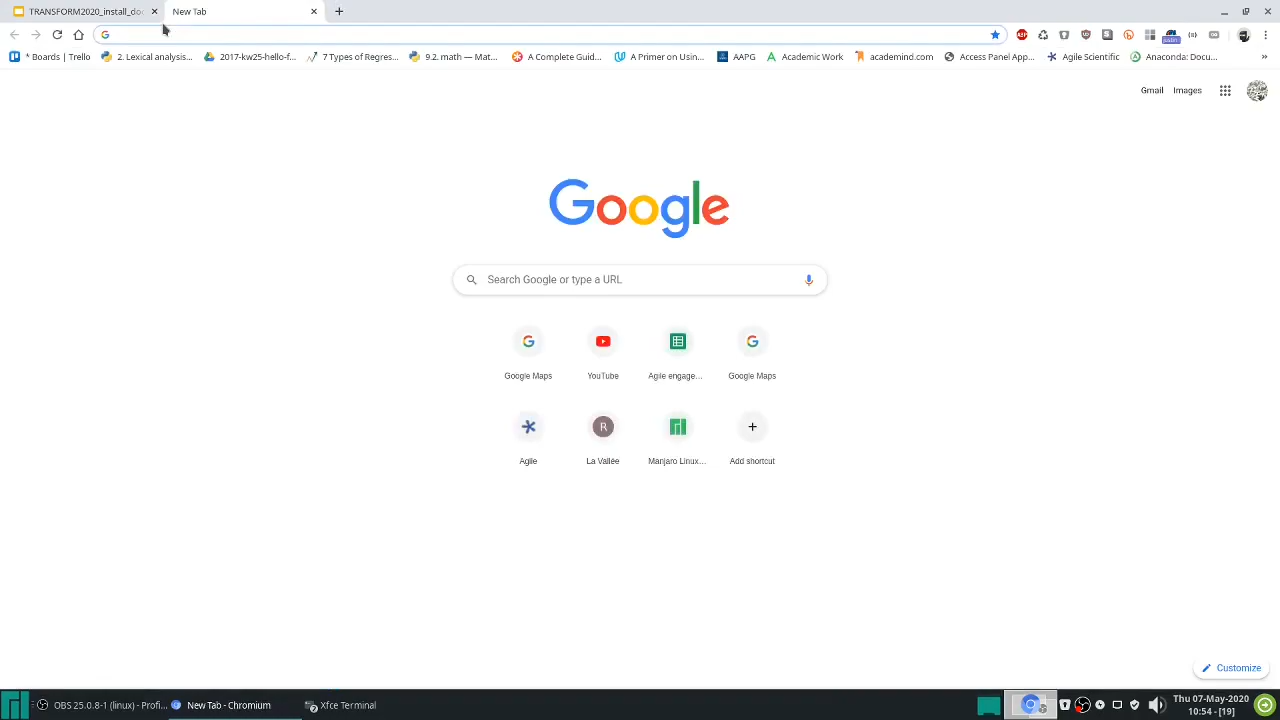 TRANSFORM2020_install_doc
New Tab
* Boards | Trello
2. Lexical analysis...
2017-kw25-hello-f...
7 Types of Regres...
9.2. math — Mat...
A Complete Guid...
A Primer on Usin...
AAPG
Academic Work
academind.com
Access Panel App...
Agile Scientific
Anaconda: Docu...
»
Gmail
Images
Google
Search Google or type a URL
Google Maps
YouTube
Agile engage...
Google Maps
R
Agile
La Vallée
Manjaro Linux...
Add shortcut
Customize
OBS 25.0.8-1 (linux) - Profi...
New Tab - Chromium
Xfce Terminal
Thu 07-May-2020
10:54 - [19]